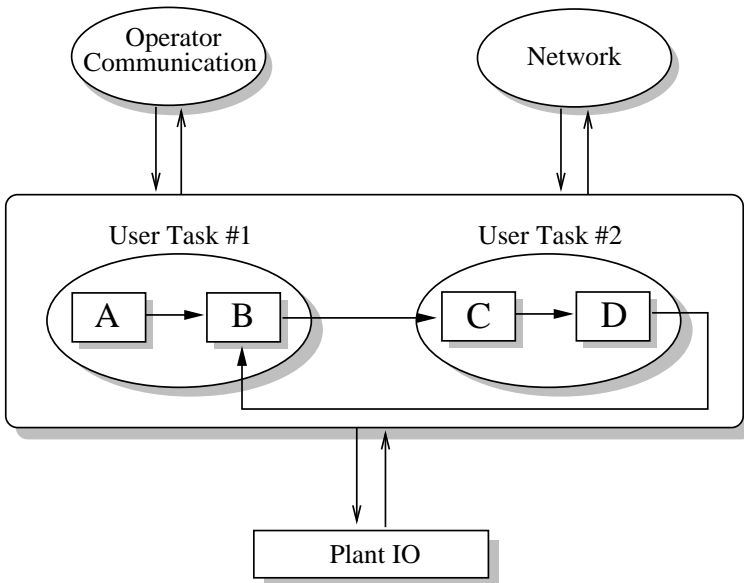 Operator
Communication
Network
User Task #1
User Task #2
A
B
C
D
Plant IO